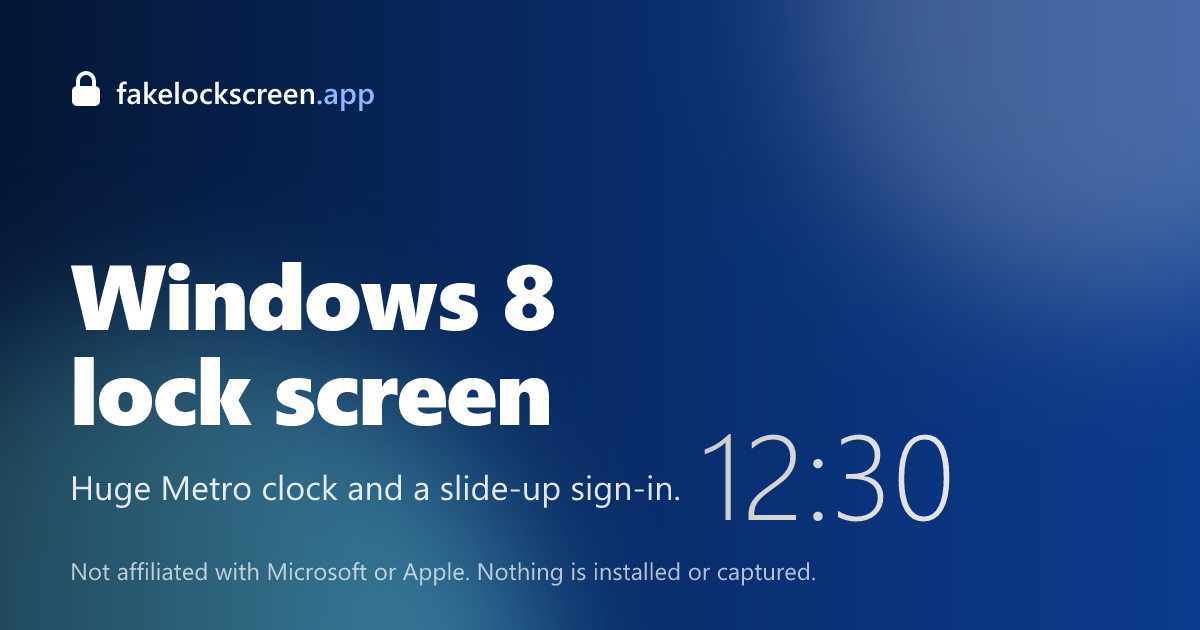 fakelockscreen.app
Windows 8
lock screen
Huge Metro clock and a slide-up sign-in.
12:30
Not affiliated with Microsoft or Apple. Nothing is installed or captured.